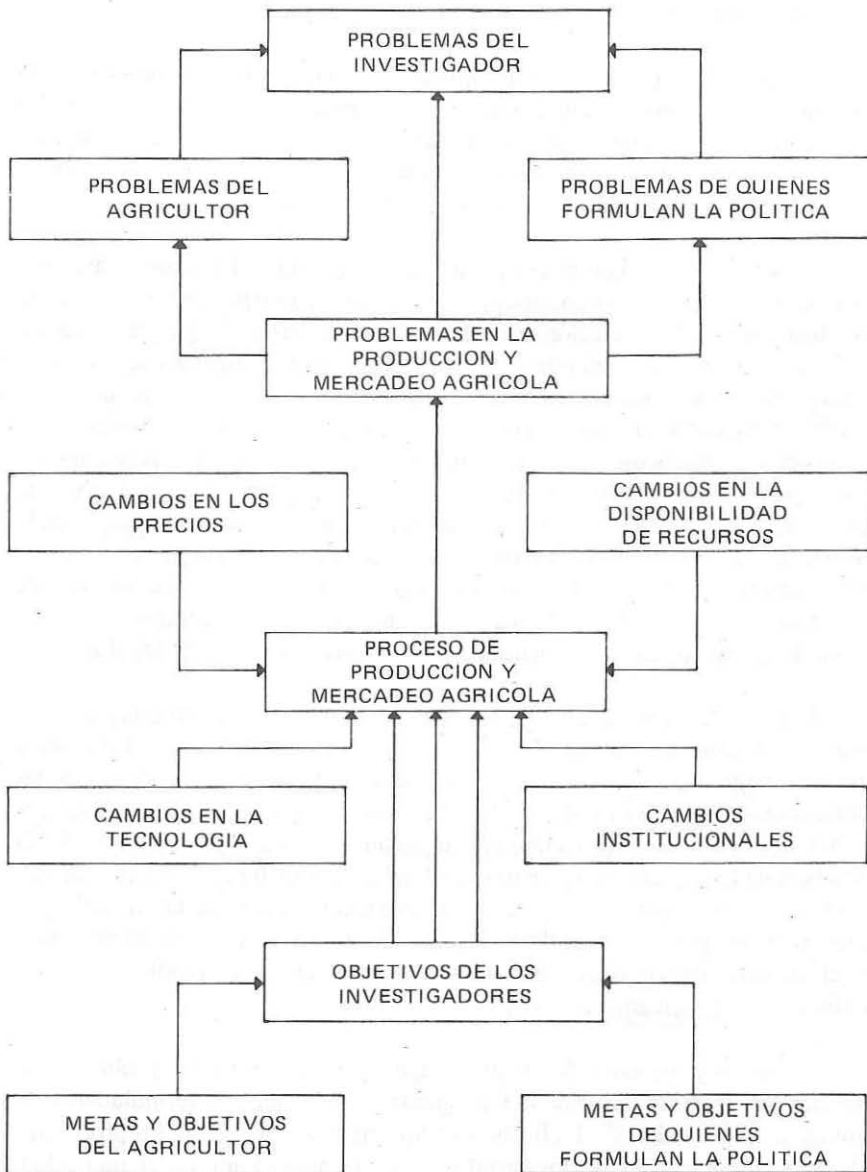 PROBLEMAS DEL
INVESTIGADOR
PROBLEMAS DEL
AGRICULTOR
PROBLEMAS DE QUIENES
FORMULAN LA POLITICA
PROBLEMAS EN LA
PRODUCCION Y
MERCADEO AGRICOLA
CAMBIOS EN LOS
PRECIOS
CAMBIOS EN LA
DISPONIBILIDAD
DE RECURSOS
PROCESO DE
PRODUCCION Y
MERCADEO AGRICOLA
CAMBIOS EN LA
TECNOLOGIA
CAMBIOS
INSTITUCIONALES
OBJETIVOS DE LOS
INVESTIGADORES
METAS Y OBJETIVOS
DEL AGRICULTOR
METAS Y OBJETIVOS
DE QUIENES
FORMULAN LA POLITICA